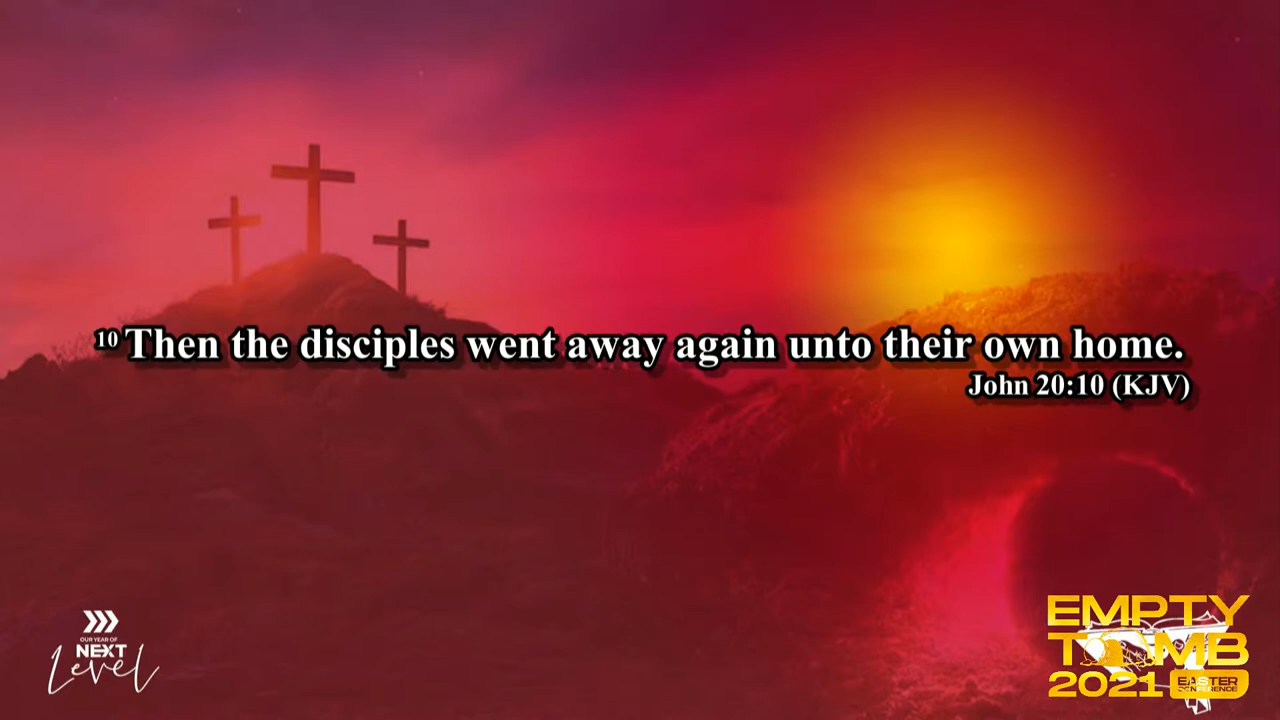 10 Then the disciples went away again unto their own home.
John 20:10 (KJV)
OUR YEAR OF
NEXT
Level
EMPTY
TOMB
2021 EASTER
CONFERENCE